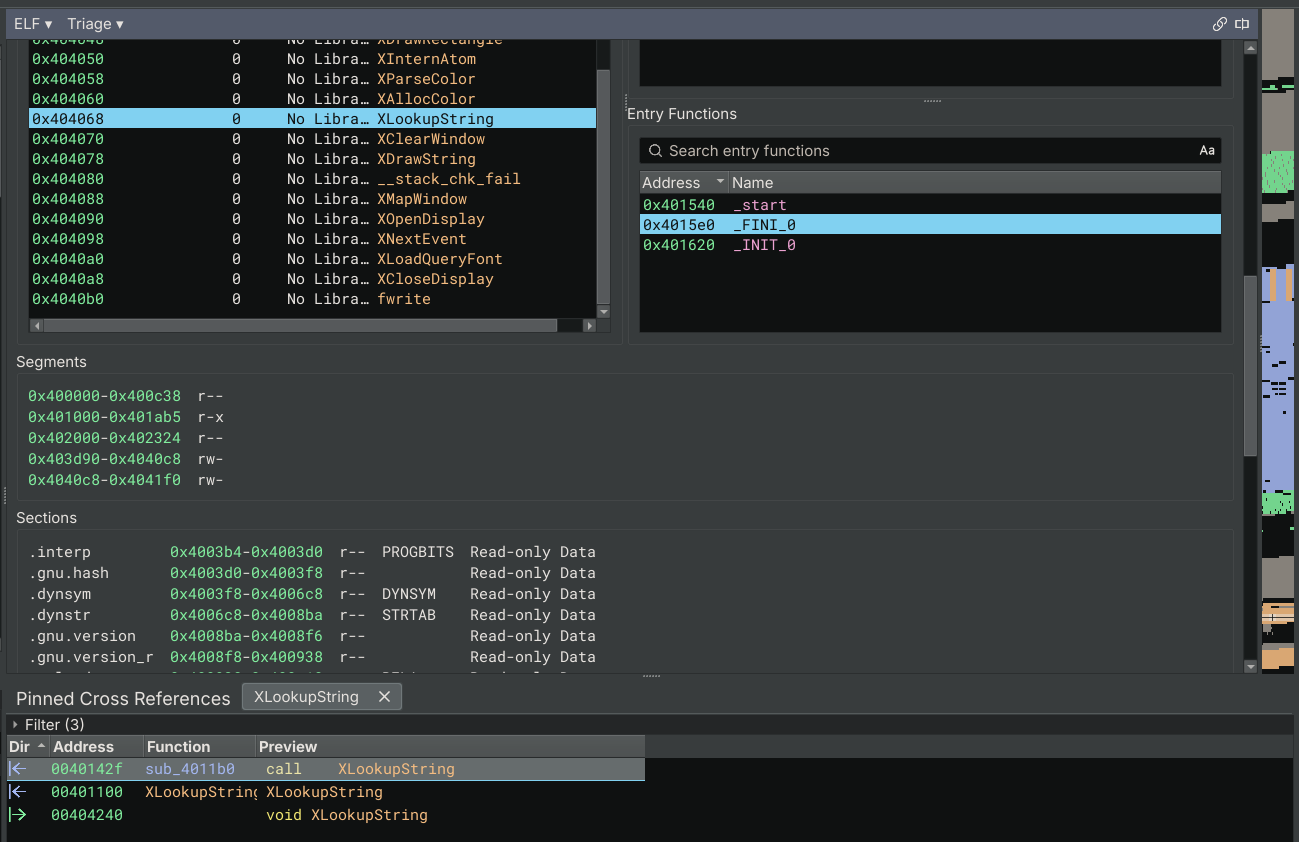 ELF ▾ Triage ▾
0x404048 0 No Libra… XDrawRectangle
0x404050 0 No Libra… XInternAtom
0x404058 0 No Libra… XParseColor
0x404060 0 No Libra… XAllocColor
0x404068 0 No Libra… XLookupString
0x404070 0 No Libra… XClearWindow
0x404078 0 No Libra… XDrawString
0x404080 0 No Libra… __stack_chk_fail
0x404088 0 No Libra… XMapWindow
0x404090 0 No Libra… XOpenDisplay
0x404098 0 No Libra… XNextEvent
0x4040a0 0 No Libra… XLoadQueryFont
0x4040a8 0 No Libra… XCloseDisplay
0x4040b0 0 No Libra… fwrite
Entry Functions
Search entry functions Aa
Address Name
0x401540 _start
0x4015e0 _FINI_0
0x401620 _INIT_0
Segments
0x400000-0x400c38 r--
0x401000-0x401ab5 r-x
0x402000-0x402324 r--
0x403d90-0x4040c8 rw-
0x4040c8-0x4041f0 rw-
Sections
.interp 0x4003b4-0x4003d0 r-- PROGBITS Read-only Data
.gnu.hash 0x4003d0-0x4003f8 r-- Read-only Data
.dynsym 0x4003f8-0x4006c8 r-- DYNSYM Read-only Data
.dynstr 0x4006c8-0x4008ba r-- STRTAB Read-only Data
.gnu.version 0x4008ba-0x4008f6 r-- Read-only Data
.gnu.version_r 0x4008f8-0x400938 r-- Read-only Data
Pinned Cross References XLookupString ✕
Filter (3)
Dir Address Function Preview
0040142f sub_4011b0 call XLookupString
00401100 XLookupString XLookupString
00404240 void XLookupString